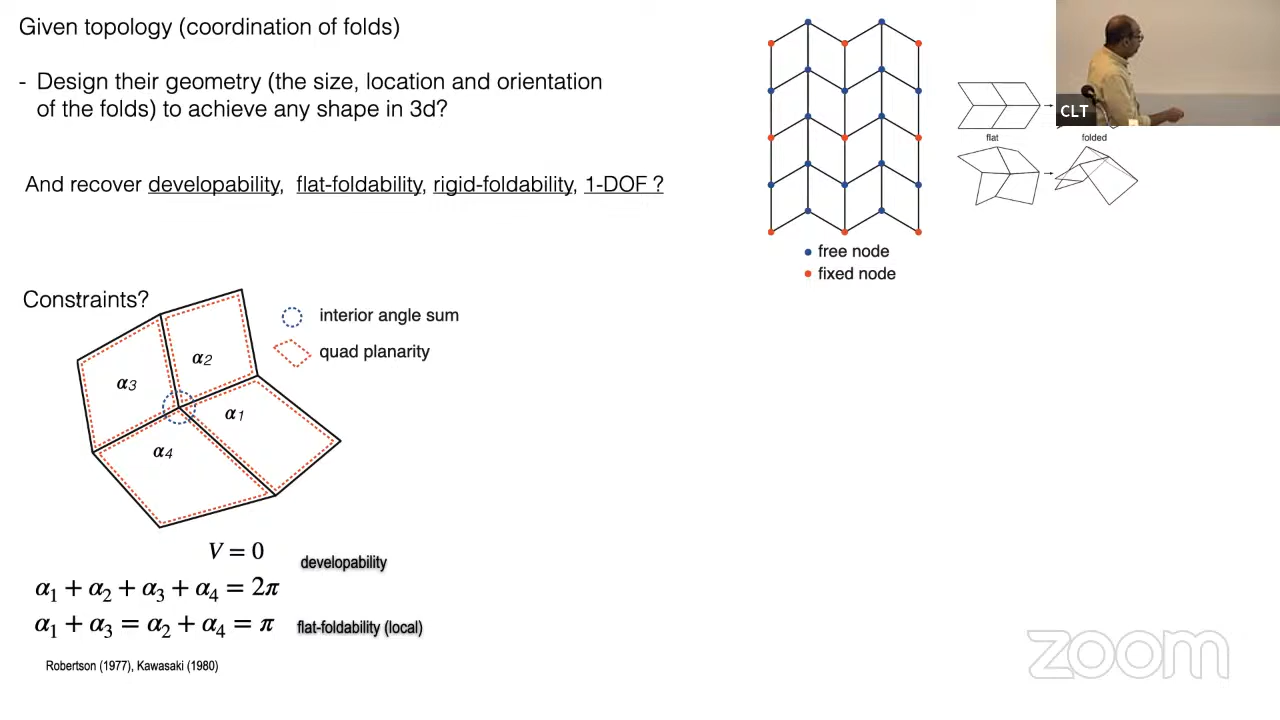 Given topology (coordination of folds)
- Design their geometry (the size, location and orientation
of the folds) to achieve any shape in 3d?
And recover developability, flat-foldability, rigid-foldability, 1-DOF ?
free node
fixed node
flat
folded
CLT
Constraints?
interior angle sum
quad planarity
α2
α3
α1
α4
V = 0
developability
α1 + α2 + α3 + α4 = 2π
α1 + α3 = α2 + α4 = π
flat-foldability (local)
Robertson (1977), Kawasaki (1980)
zoom